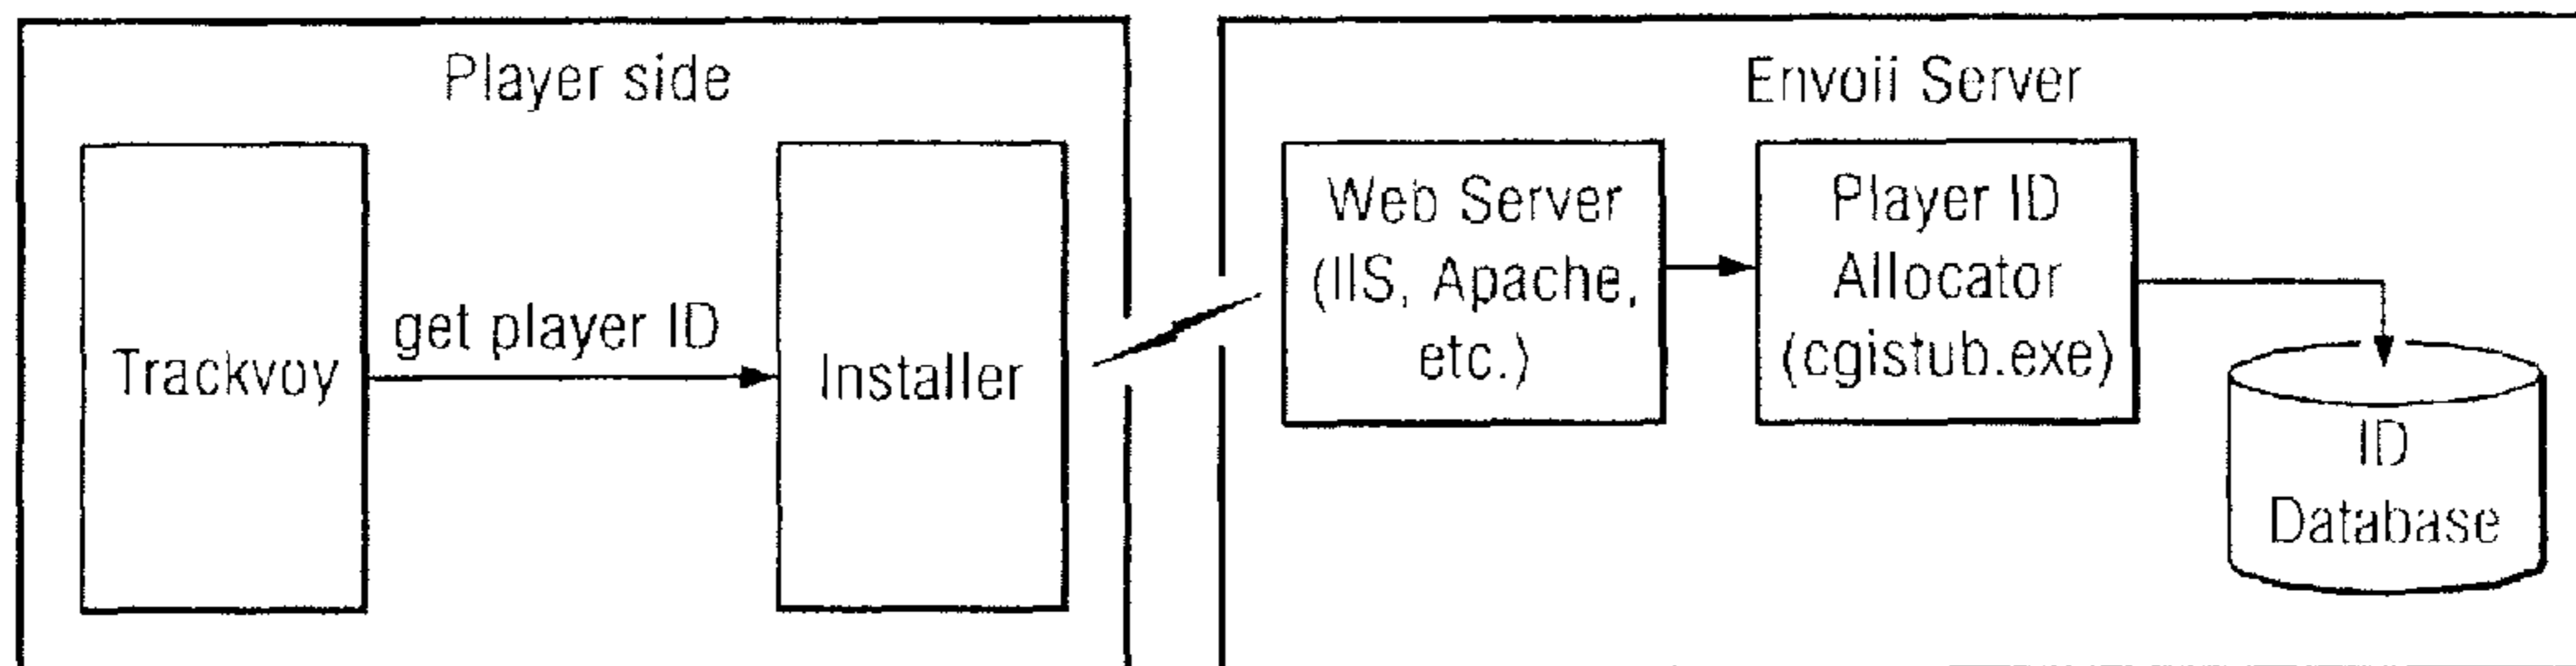 Player side
Trackvoy
get player ID
Installer
Envoii Server
Web Server
(IIS, Apache,
etc.)
Player ID
Allocator
(cgistub.exe)
ID
Database